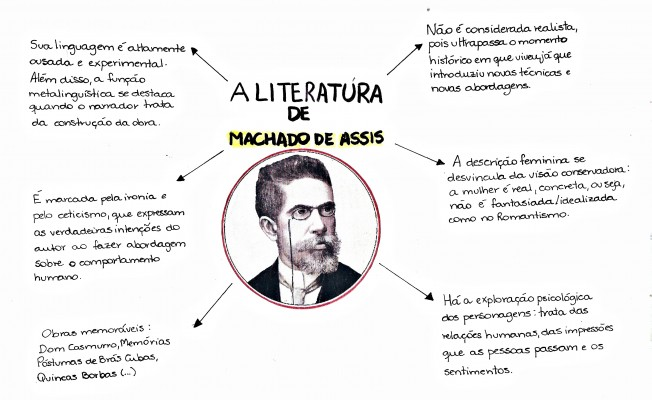 A LITERATURA
DE
MACHADO DE ASSIS
Sua linguagem é altamente
ousada e experimental.
Além disso, a função
metalinguística se destaca
quando o narrador trata
da construção da obra.
Não é considerada realista,
pois ultrapassa o momento
histórico em que viveu, já que
introduziu novas técnicas e
novas abordagens.
É marcada pela ironia e
pelo ceticismo, que expressam
as verdadeiras intenções do
autor ao fazer abordagem
sobre o comportamento
humano.
A descrição feminina se
desvincula da visão conservadora:
a mulher é real, concreta, ou seja,
não é fantasiada/idealizada
como no Romantismo.
Obras memoráveis:
Dom Casmurro, Memórias
Póstumas de Brás Cubas,
Quincas Borbas (...)
Há a exploração psicológica
dos personagens: trata das
relações humanas, das impressões
que as pessoas passam e os
sentimentos.